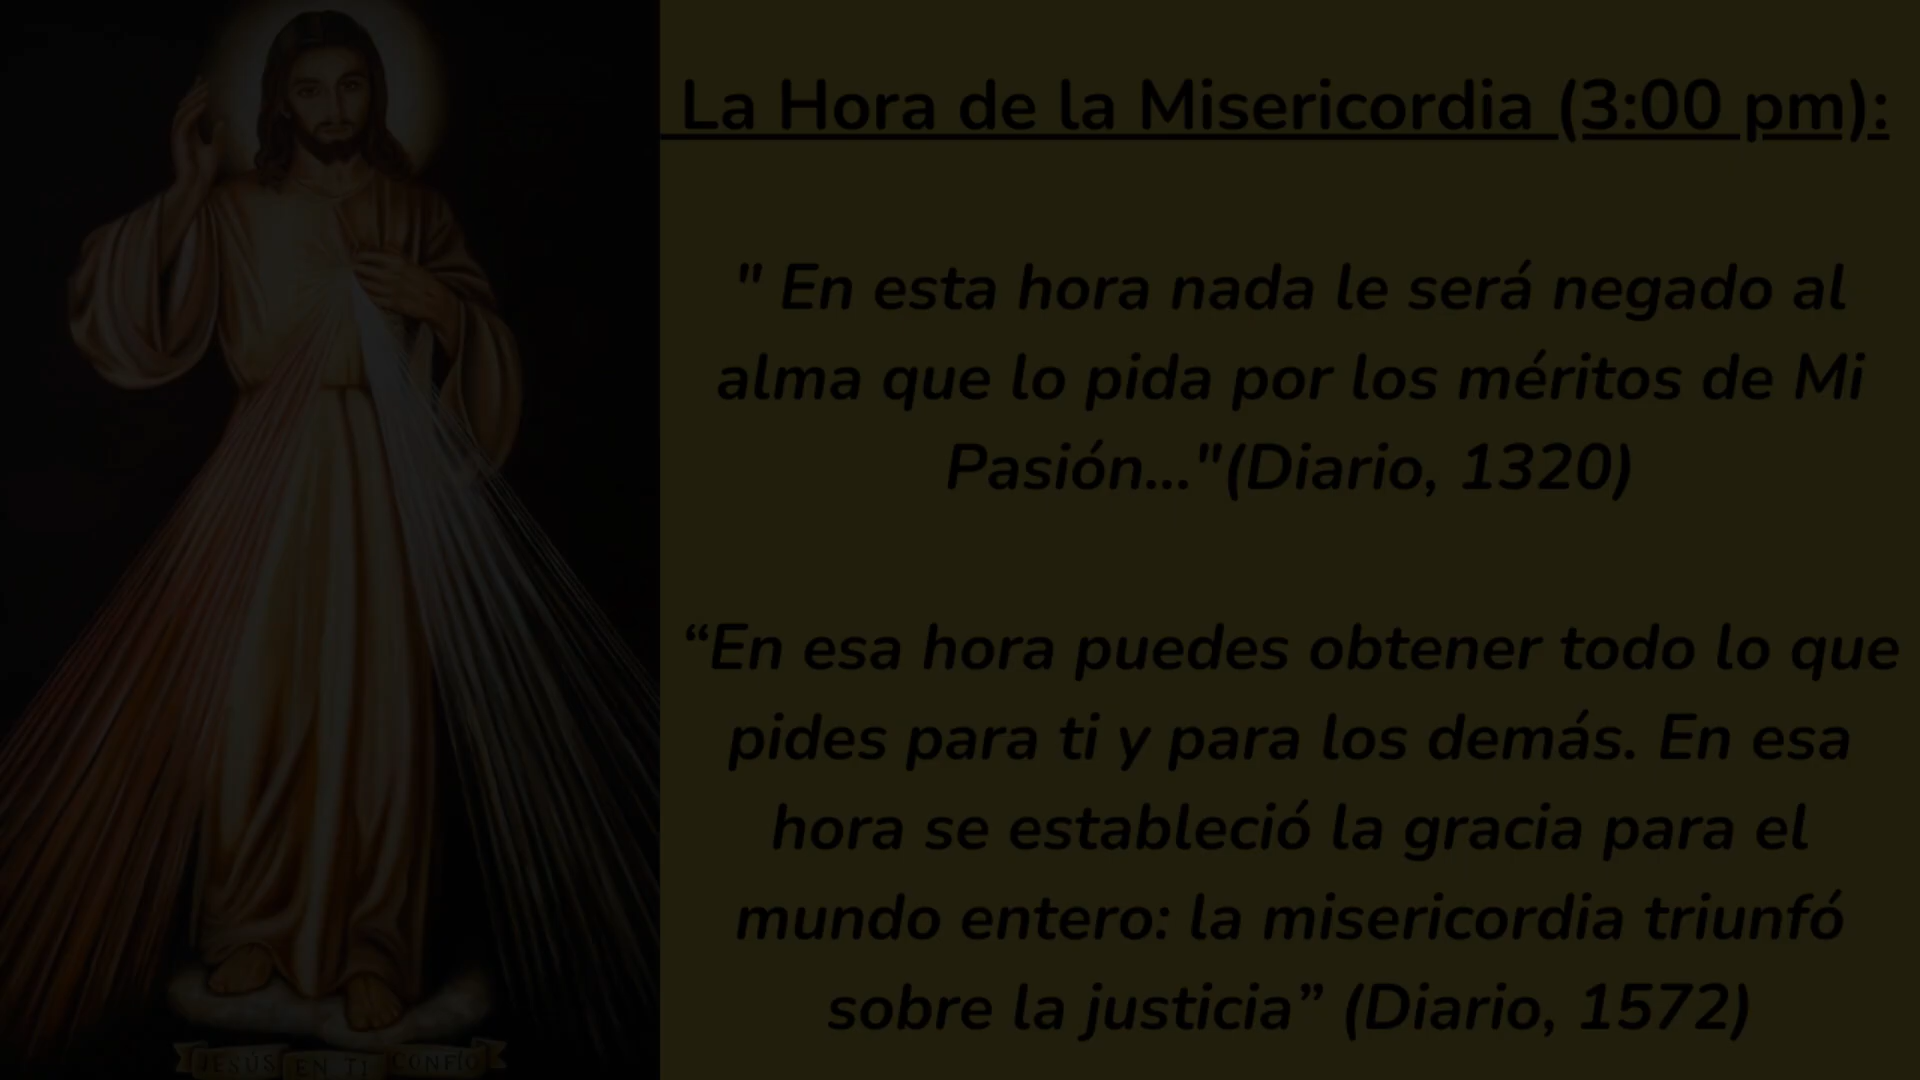 La Hora de la Misericordia (3:00 pm):
" En esta hora nada le será negado al
alma que lo pida por los méritos de Mi
Pasión..."(Diario, 1320)
“En esa hora puedes obtener todo lo que
pides para ti y para los demás. En esa
hora se estableció la gracia para el
mundo entero: la misericordia triunfó
sobre la justicia” (Diario, 1572)
JESÚS EN TI CONFÍO